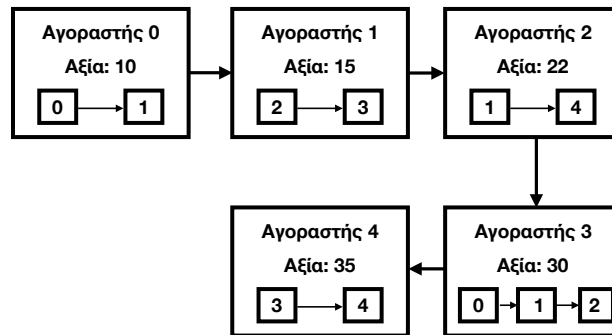 Αγοραστής 0
Αξία: 10
0 1
Αγοραστής 1
Αξία: 15
2 3
Αγοραστής 2
Αξία: 22
1 4
Αγοραστής 4
Αξία: 35
3 4
Αγοραστής 3
Αξία: 30
0 1 2